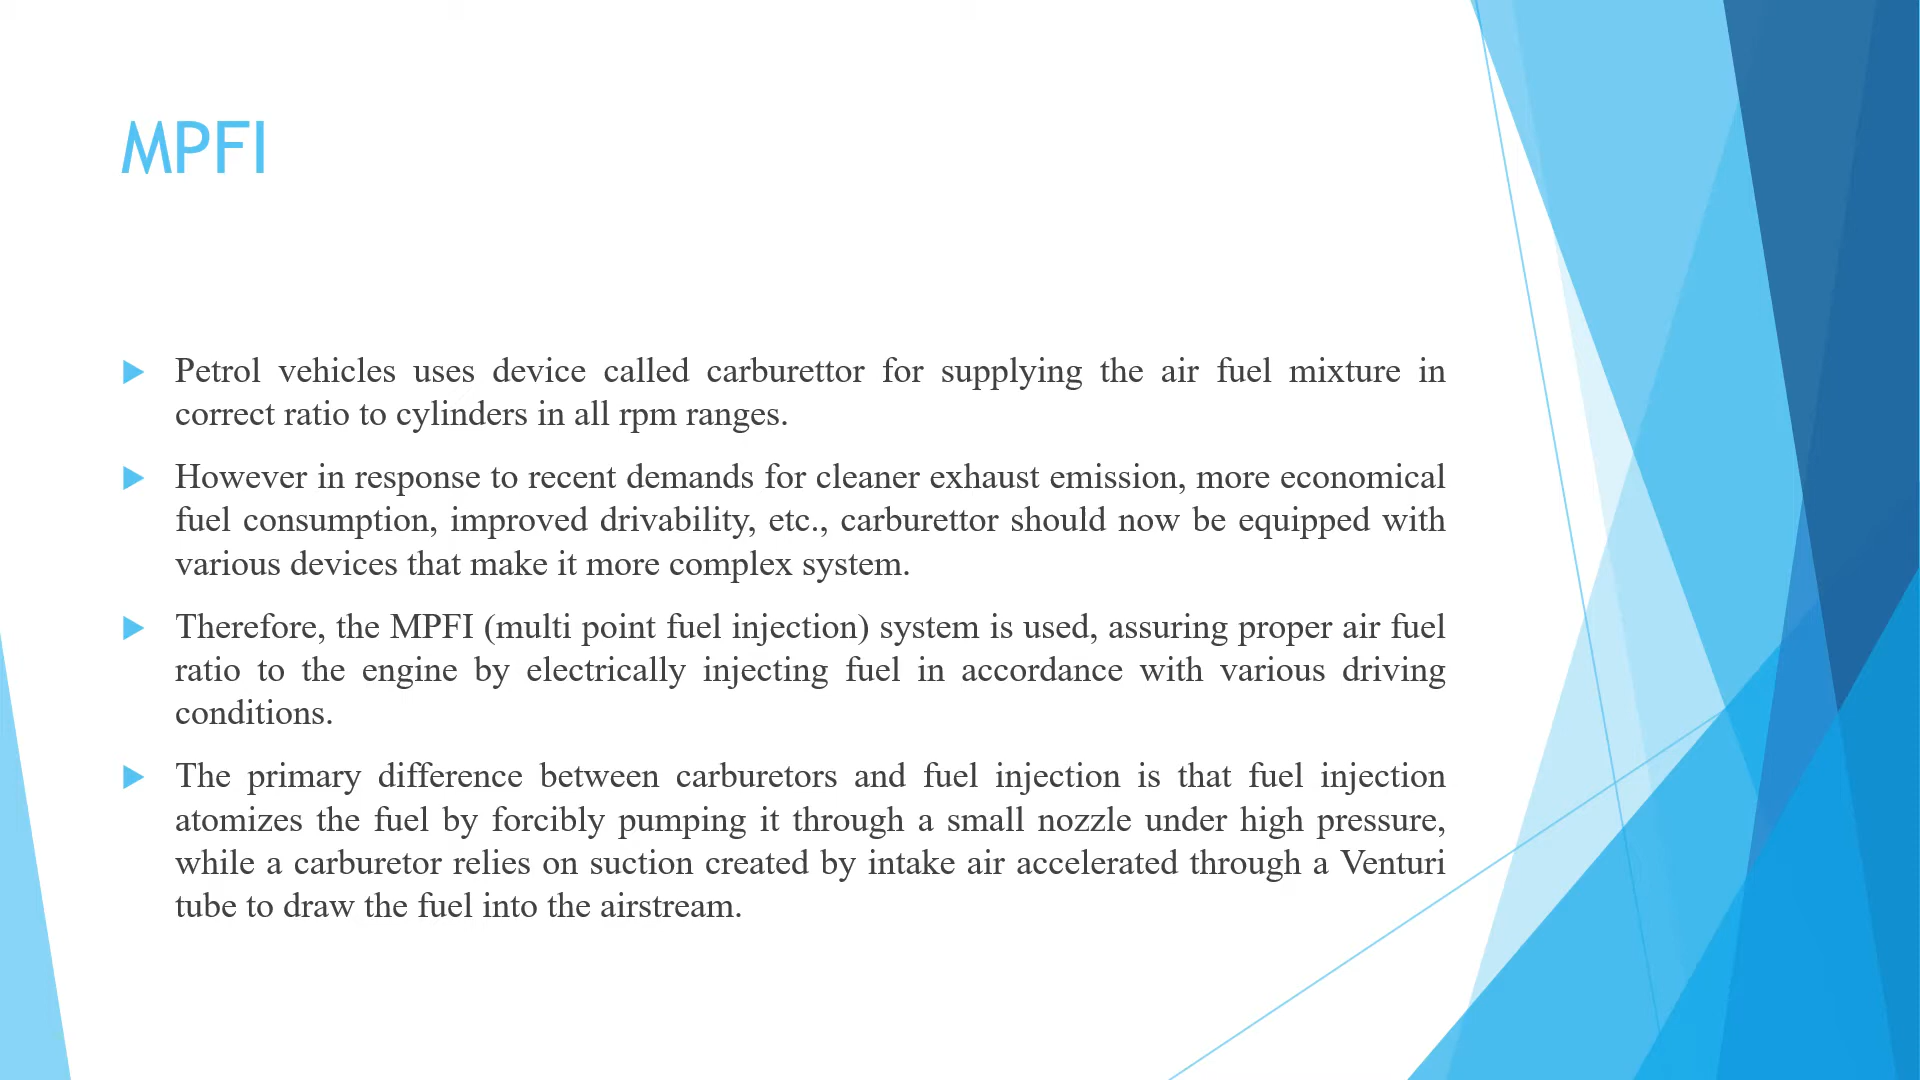 MPFI
Petrol vehicles uses device called carburettor for supplying the air fuel mixture in
correct ratio to cylinders in all rpm ranges.
However in response to recent demands for cleaner exhaust emission, more economical
fuel consumption, improved drivability, etc., carburettor should now be equipped with
various devices that make it more complex system.
Therefore, the MPFI (multi point fuel injection) system is used, assuring proper air fuel
ratio to the engine by electrically injecting fuel in accordance with various driving
conditions.
The primary difference between carburetors and fuel injection is that fuel injection
atomizes the fuel by forcibly pumping it through a small nozzle under high pressure,
while a carburetor relies on suction created by intake air accelerated through a Venturi
tube to draw the fuel into the airstream.